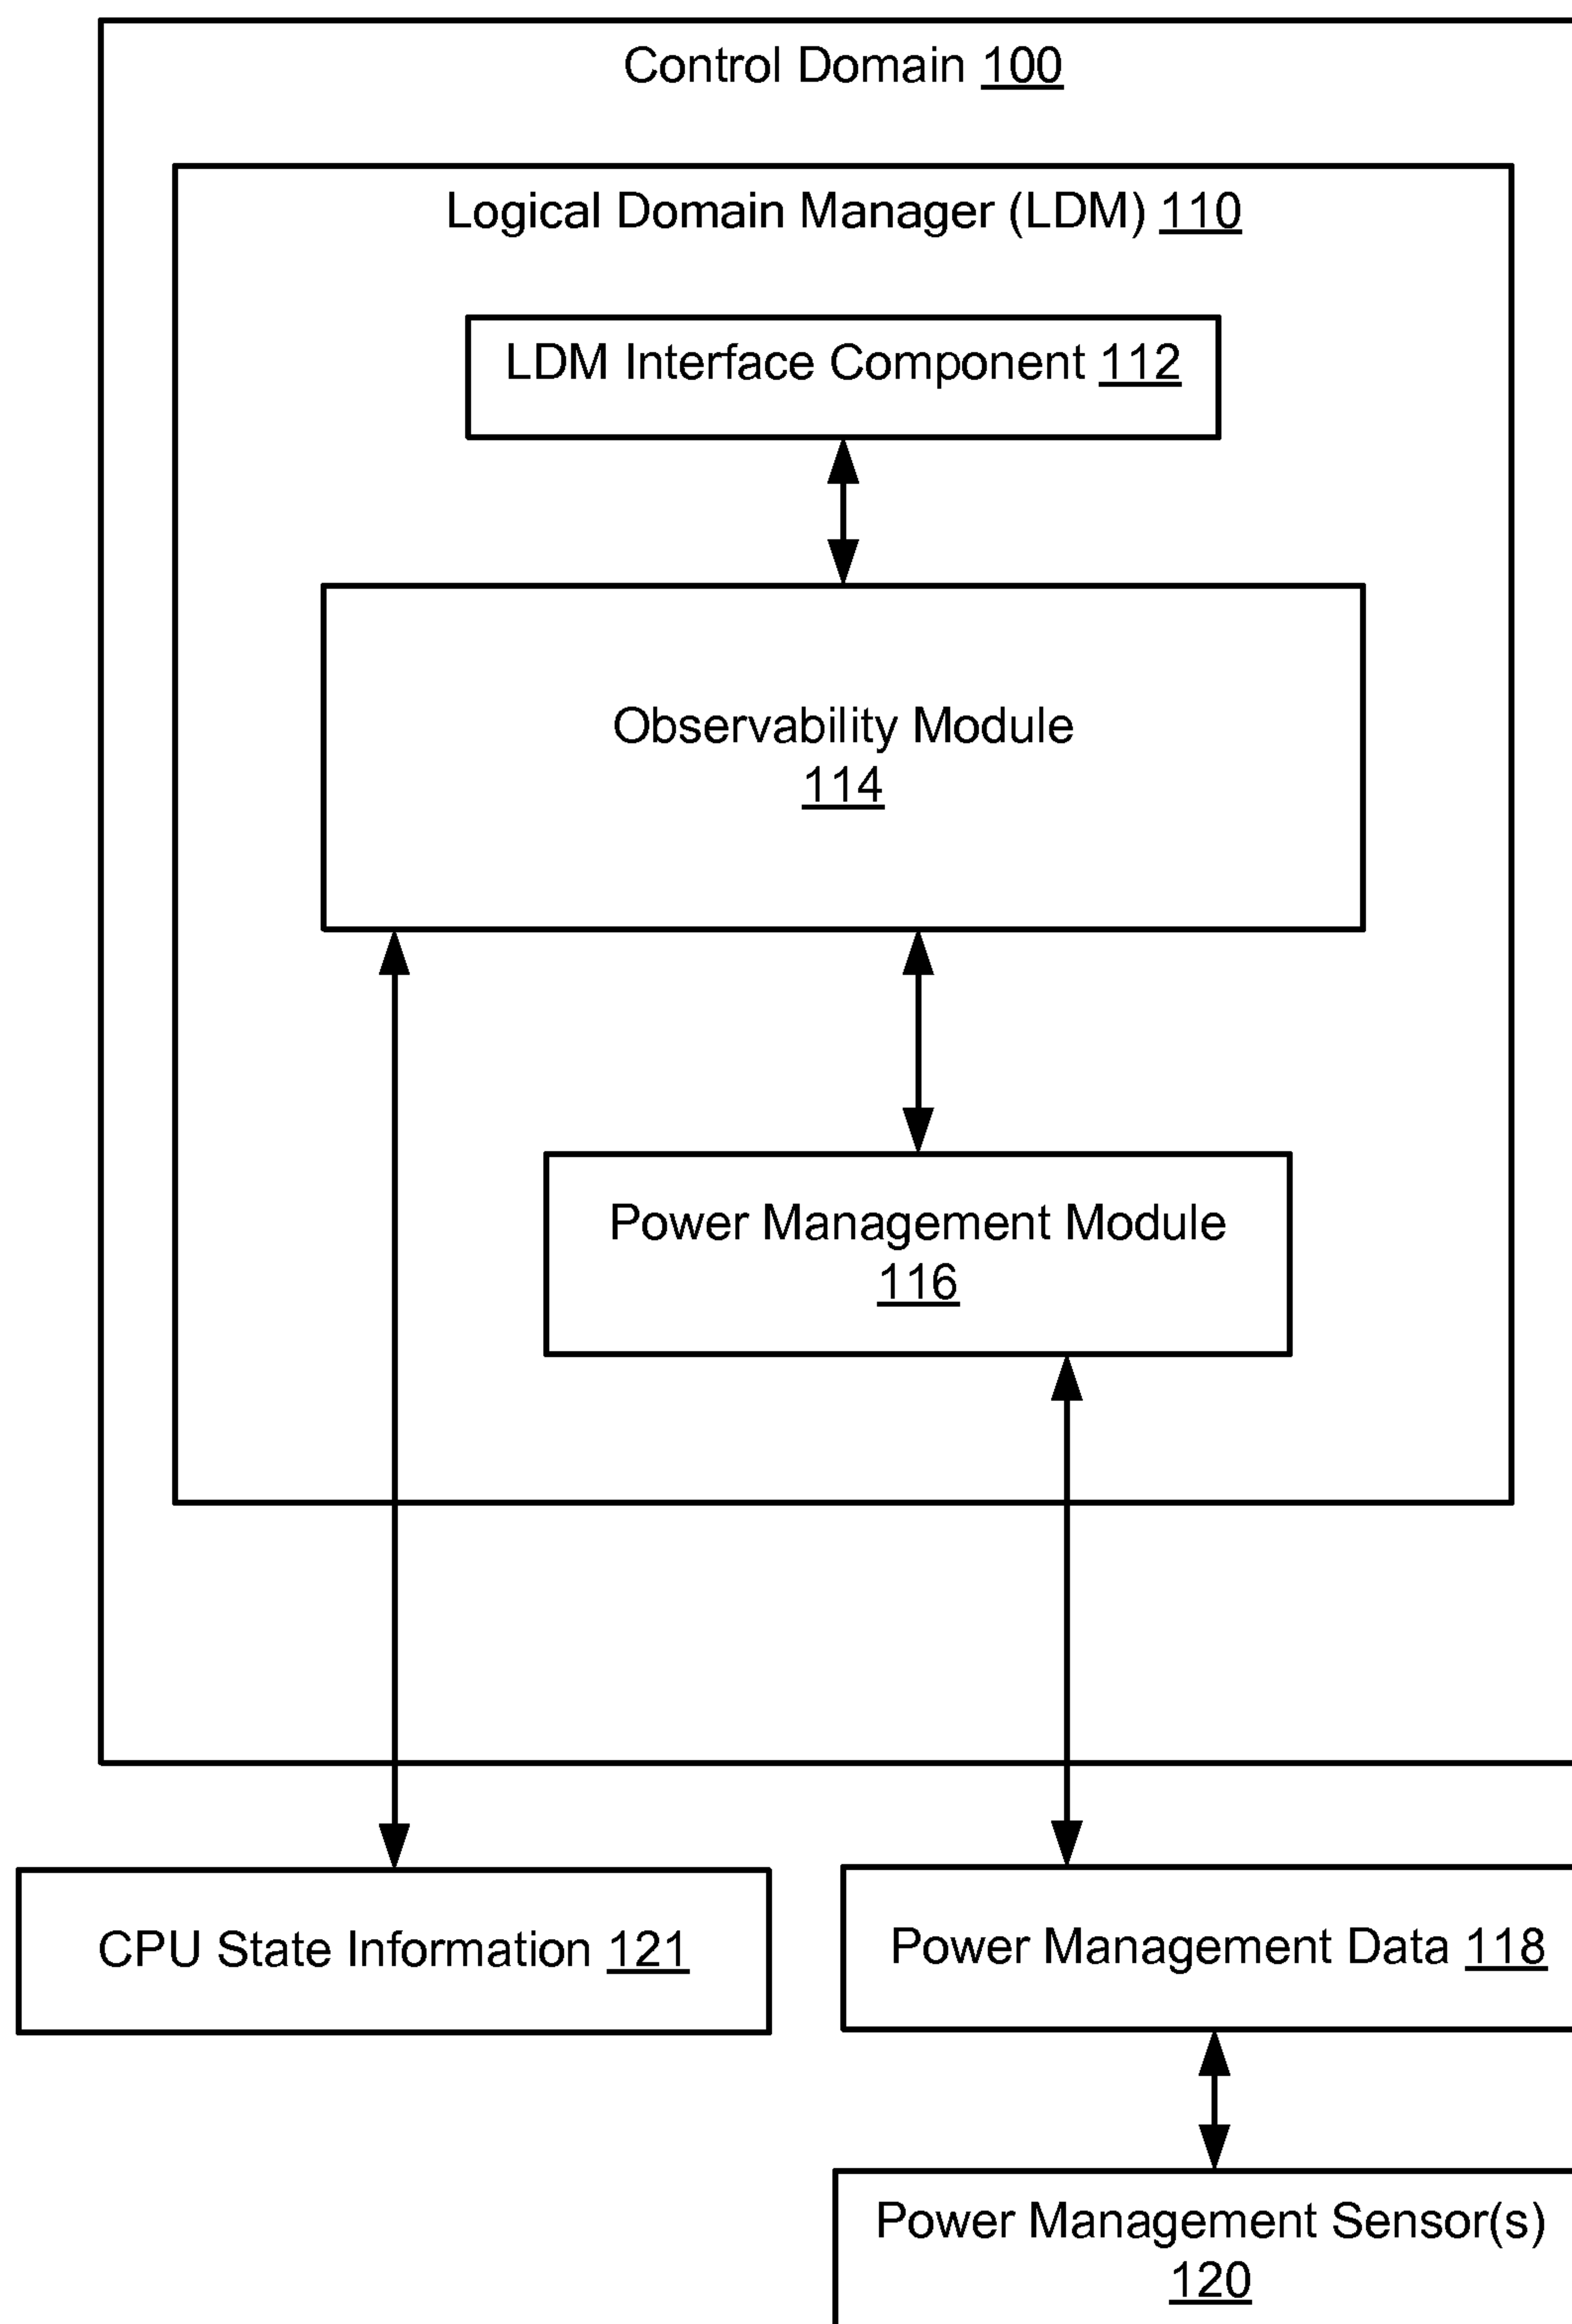 Control Domain 100
Logical Domain Manager (LDM) 110
LDM Interface Component 112
Observability Module
114
Power Management Module
116
CPU State Information 121
Power Management Data 118
Power Management Sensor(s)
120